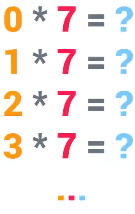 0 * 7 = ?
1 * 7 = ?
2 * 7 = ?
3 * 7 = ?
...